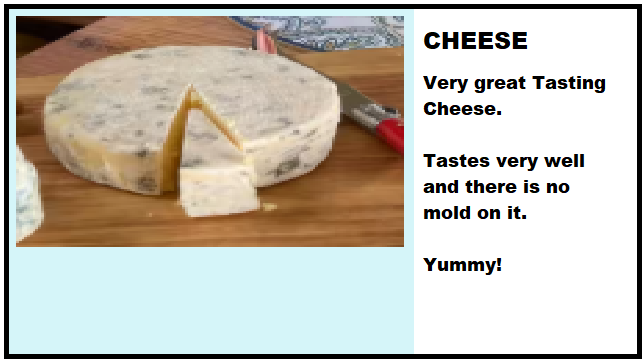 CHEESE
Very great Tasting
Cheese.
Tastes very well
and there is no
mold on it.
Yummy!